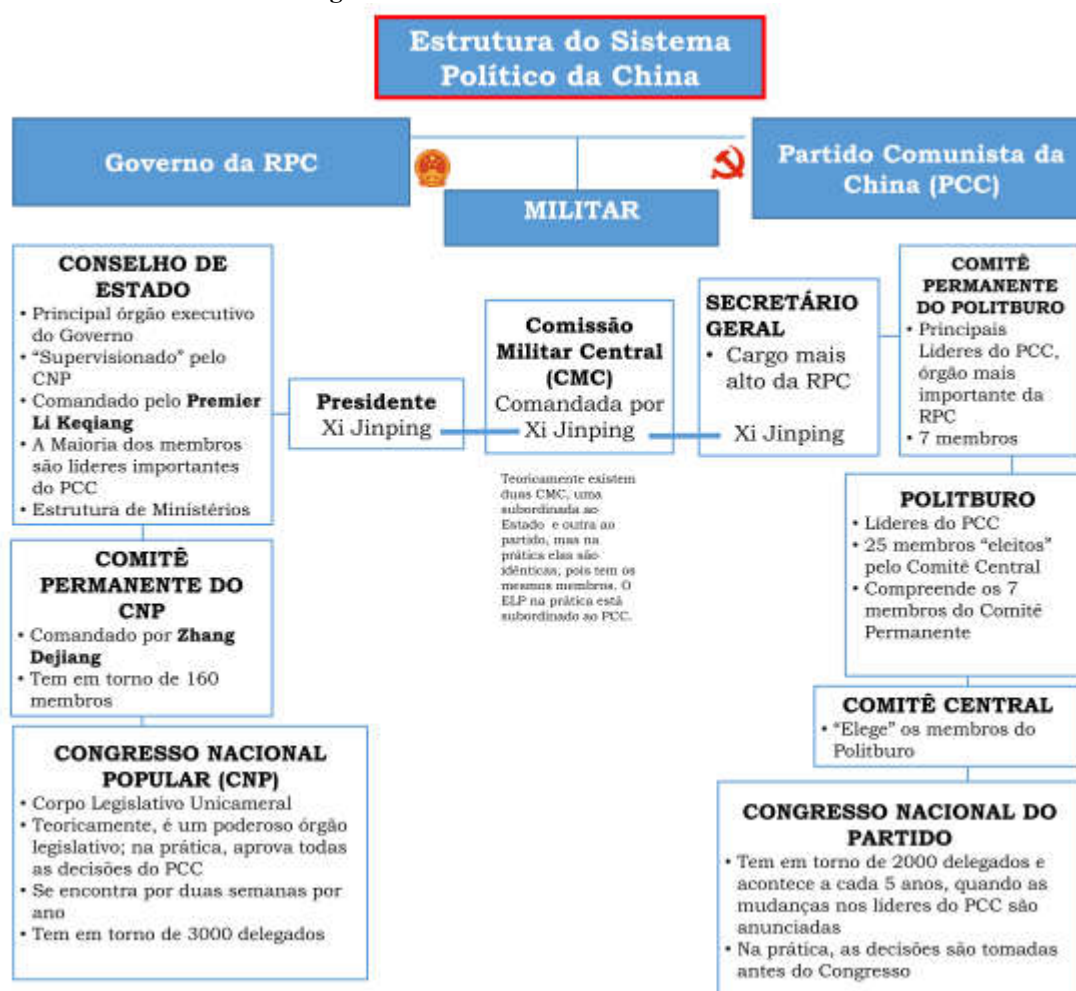 Estrutura do Sistema
Político da China
Governo da RPC
MILITAR
Partido Comunista da
China (PCC)
CONSELHO DE
ESTADO
• Principal órgão executivo
do Governo
• “Supervisionado” pelo
CNP
• Comandado pelo Premier
Li Keqiang
• A Maioria dos membros
são lideres importantes
do PCC
• Estrutura de Ministérios
COMITÊ
PERMANENTE DO
CNP
• Comandado por Zhang
Dejiang
• Tem em torno de 160
membros
CONGRESSO NACIONAL
POPULAR (CNP)
• Corpo Legislativo Unicameral
• Teoricamente, é um poderoso órgão
legislativo; na prática, aprova todas
as decisões do PCC
• Se encontra por duas semanas por
ano
• Tem em torno de 3000 delegados
Presidente
Xi Jinping
Comissão
Militar Central
(CMC)
Comandada por
Xi Jinping
Teoricamente existem
duas CMC, uma
subordinada ao
Estado e outra ao
partido, mas na
prática elas são
idênticas, pois tem os
mesmos membros. O
ELP na prática está
subordinado ao PCC.
SECRETÁRIO
GERAL
• Cargo mais
alto da RPC
Xi Jinping
COMITÊ
PERMANENTE
DO POLITBURO
• Principais
Líderes do PCC,
órgão mais
importante da
RPC
• 7 membros
POLITBURO
• Líderes do PCC
• 25 membros “eleitos”
pelo Comitê Central
• Compreende os 7
membros do Comitê
Permanente
COMITÊ CENTRAL
• “Elege” os membros do
Politburo
CONGRESSO NACIONAL DO
PARTIDO
• Tem em torno de 2000 delegados e
acontece a cada 5 anos, quando as
mudanças nos líderes do PCC são
anunciadas
• Na prática, as decisões são tomadas
antes do Congresso